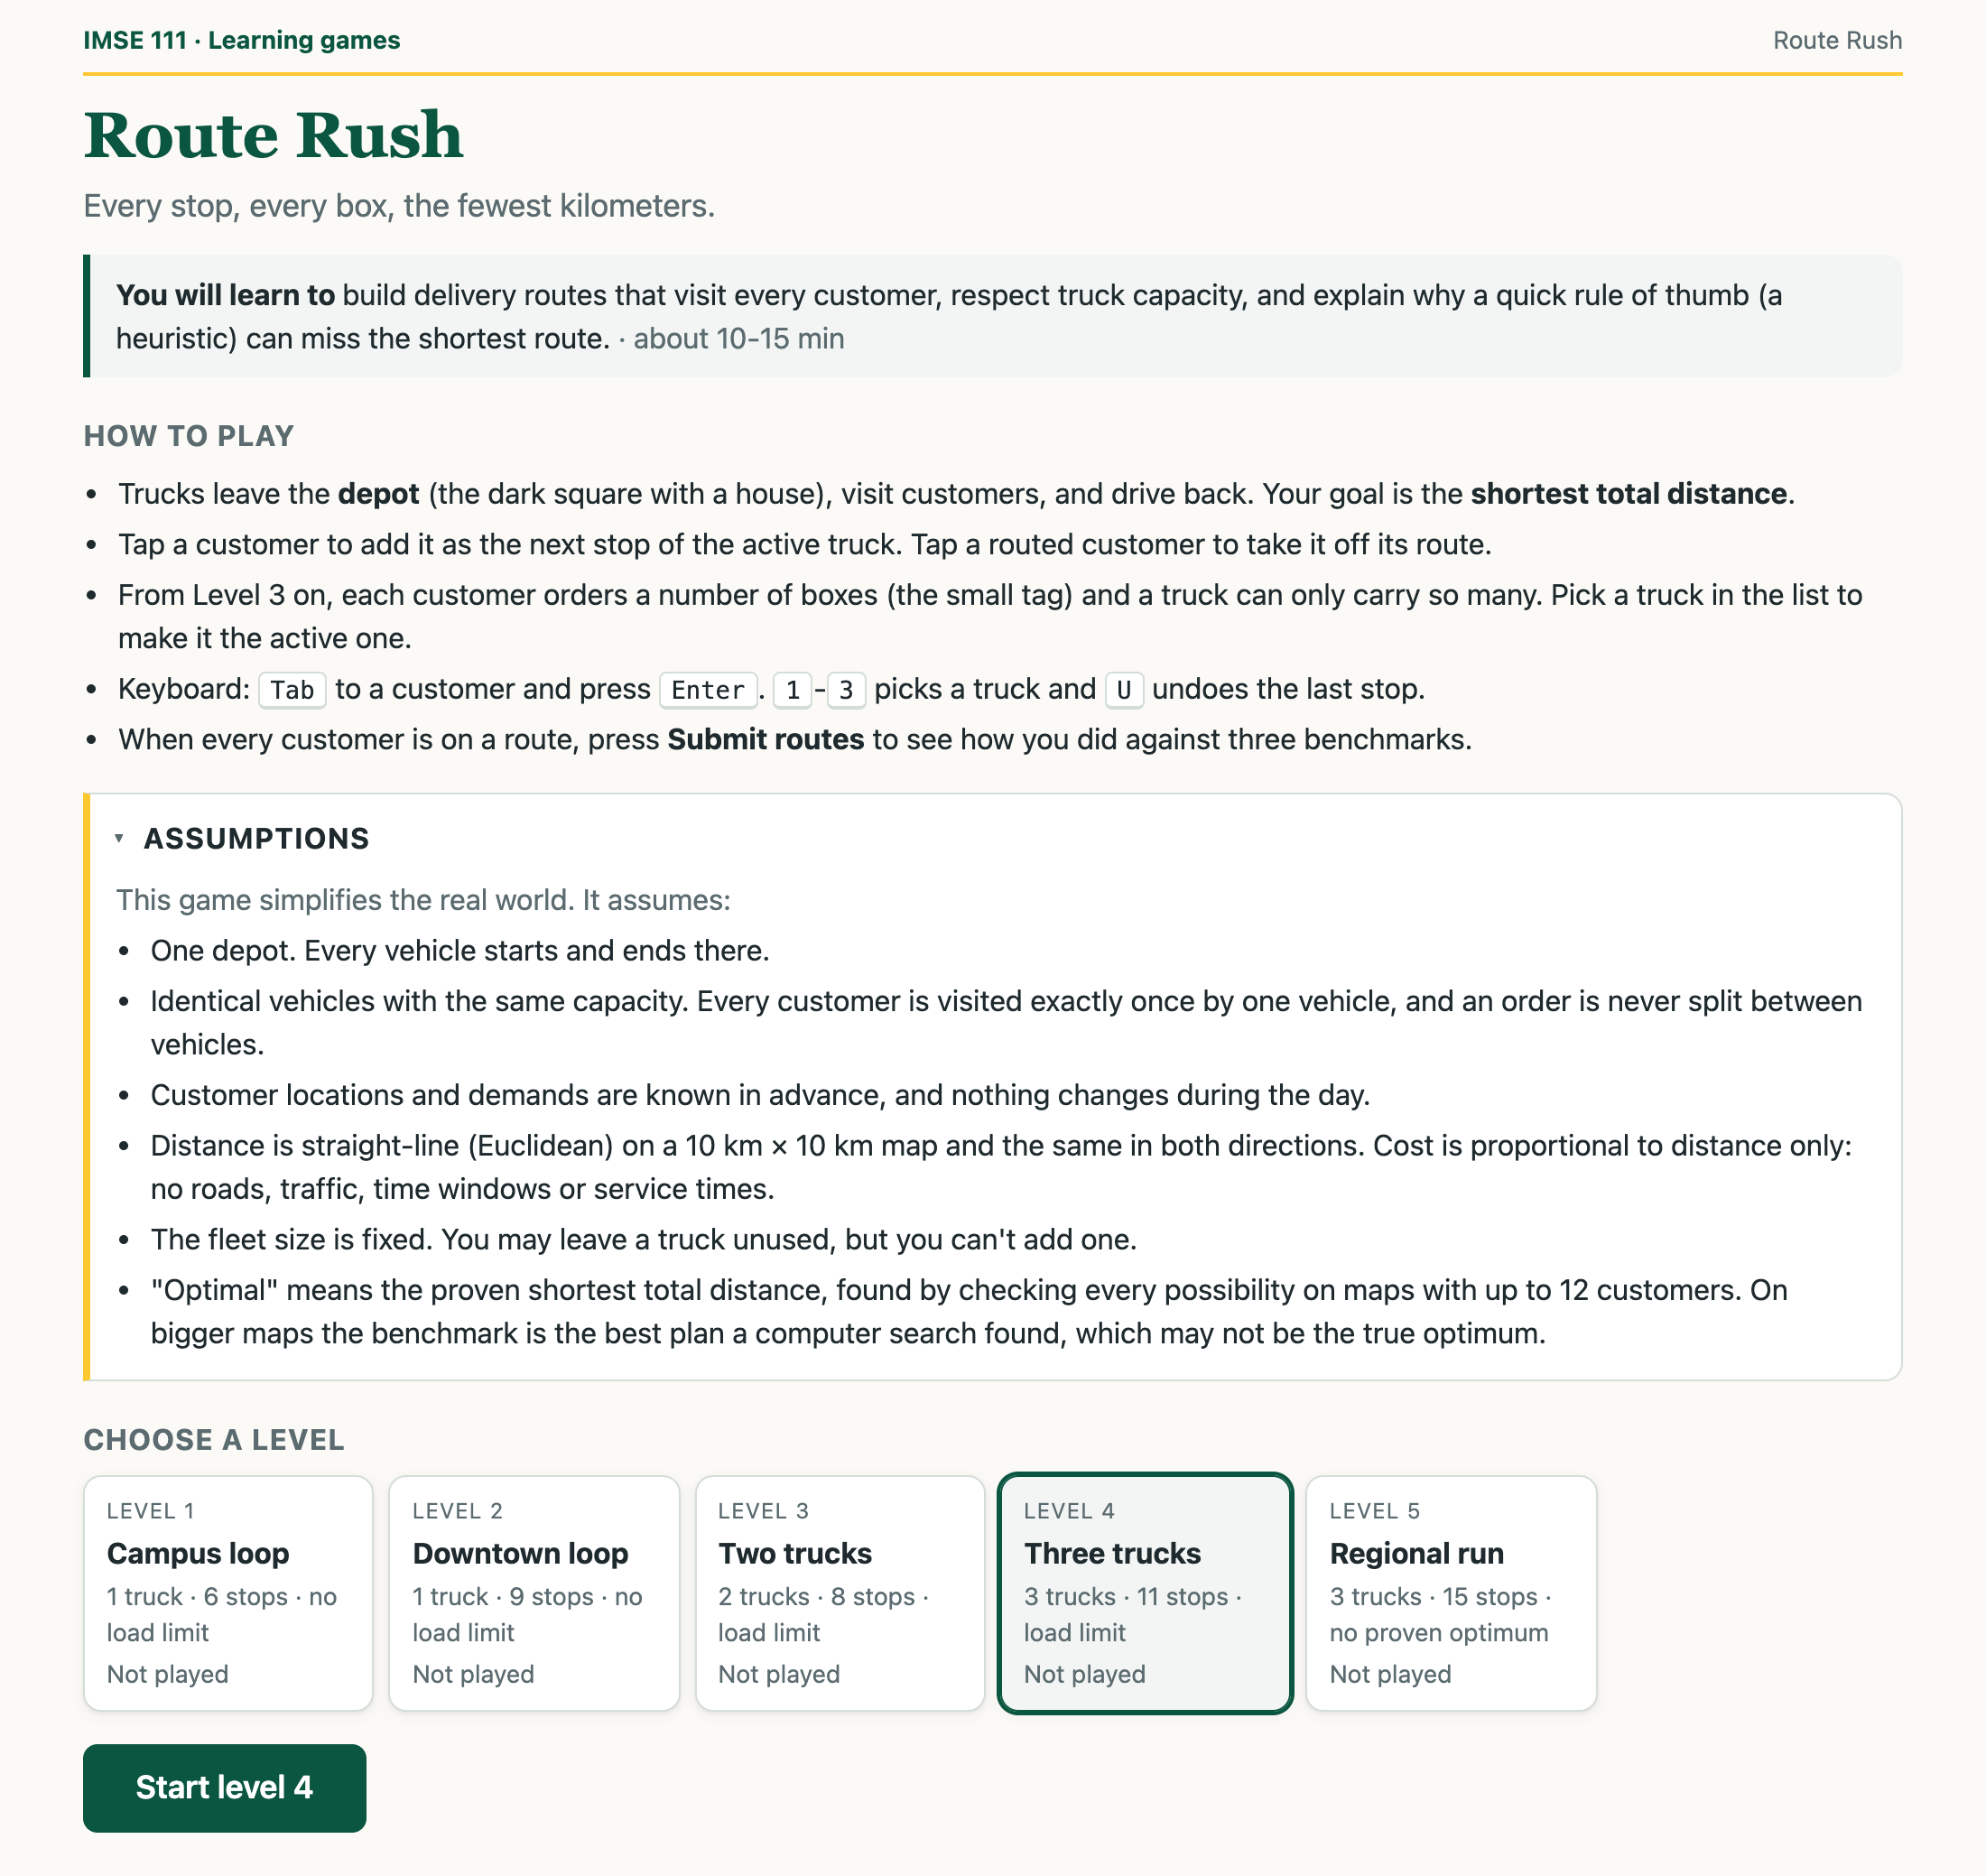 IMSE 111 · Learning games
Route Rush
Route Rush
Every stop, every box, the fewest kilometers.
You will learn to build delivery routes that visit every customer, respect truck capacity, and explain why a quick rule of thumb (a
heuristic) can miss the shortest route. · about 10-15 min
HOW TO PLAY
• Trucks leave the depot (the dark square with a house), visit customers, and drive back. Your goal is the shortest total distance.
• Tap a customer to add it as the next stop of the active truck. Tap a routed customer to take it off its route.
• From Level 3 on, each customer orders a number of boxes (the small tag) and a truck can only carry so many. Pick a truck in the list to
make it the active one.
• Keyboard: Tab to a customer and press Enter. 1-3 picks a truck and U undoes the last stop.
• When every customer is on a route, press Submit routes to see how you did against three benchmarks.
▾ ASSUMPTIONS
This game simplifies the real world. It assumes:
• One depot. Every vehicle starts and ends there.
• Identical vehicles with the same capacity. Every customer is visited exactly once by one vehicle, and an order is never split between
vehicles.
• Customer locations and demands are known in advance, and nothing changes during the day.
• Distance is straight-line (Euclidean) on a 10 km × 10 km map and the same in both directions. Cost is proportional to distance only:
no roads, traffic, time windows or service times.
• The fleet size is fixed. You may leave a truck unused, but you can't add one.
• "Optimal" means the proven shortest total distance, found by checking every possibility on maps with up to 12 customers. On
bigger maps the benchmark is the best plan a computer search found, which may not be the true optimum.
CHOOSE A LEVEL
LEVEL 1
Campus loop
1 truck · 6 stops · no
load limit
Not played
LEVEL 2
Downtown loop
1 truck · 9 stops · no
load limit
Not played
LEVEL 3
Two trucks
2 trucks · 8 stops ·
load limit
Not played
LEVEL 4
Three trucks
3 trucks · 11 stops ·
load limit
Not played
LEVEL 5
Regional run
3 trucks · 15 stops ·
no proven optimum
Not played
Start level 4